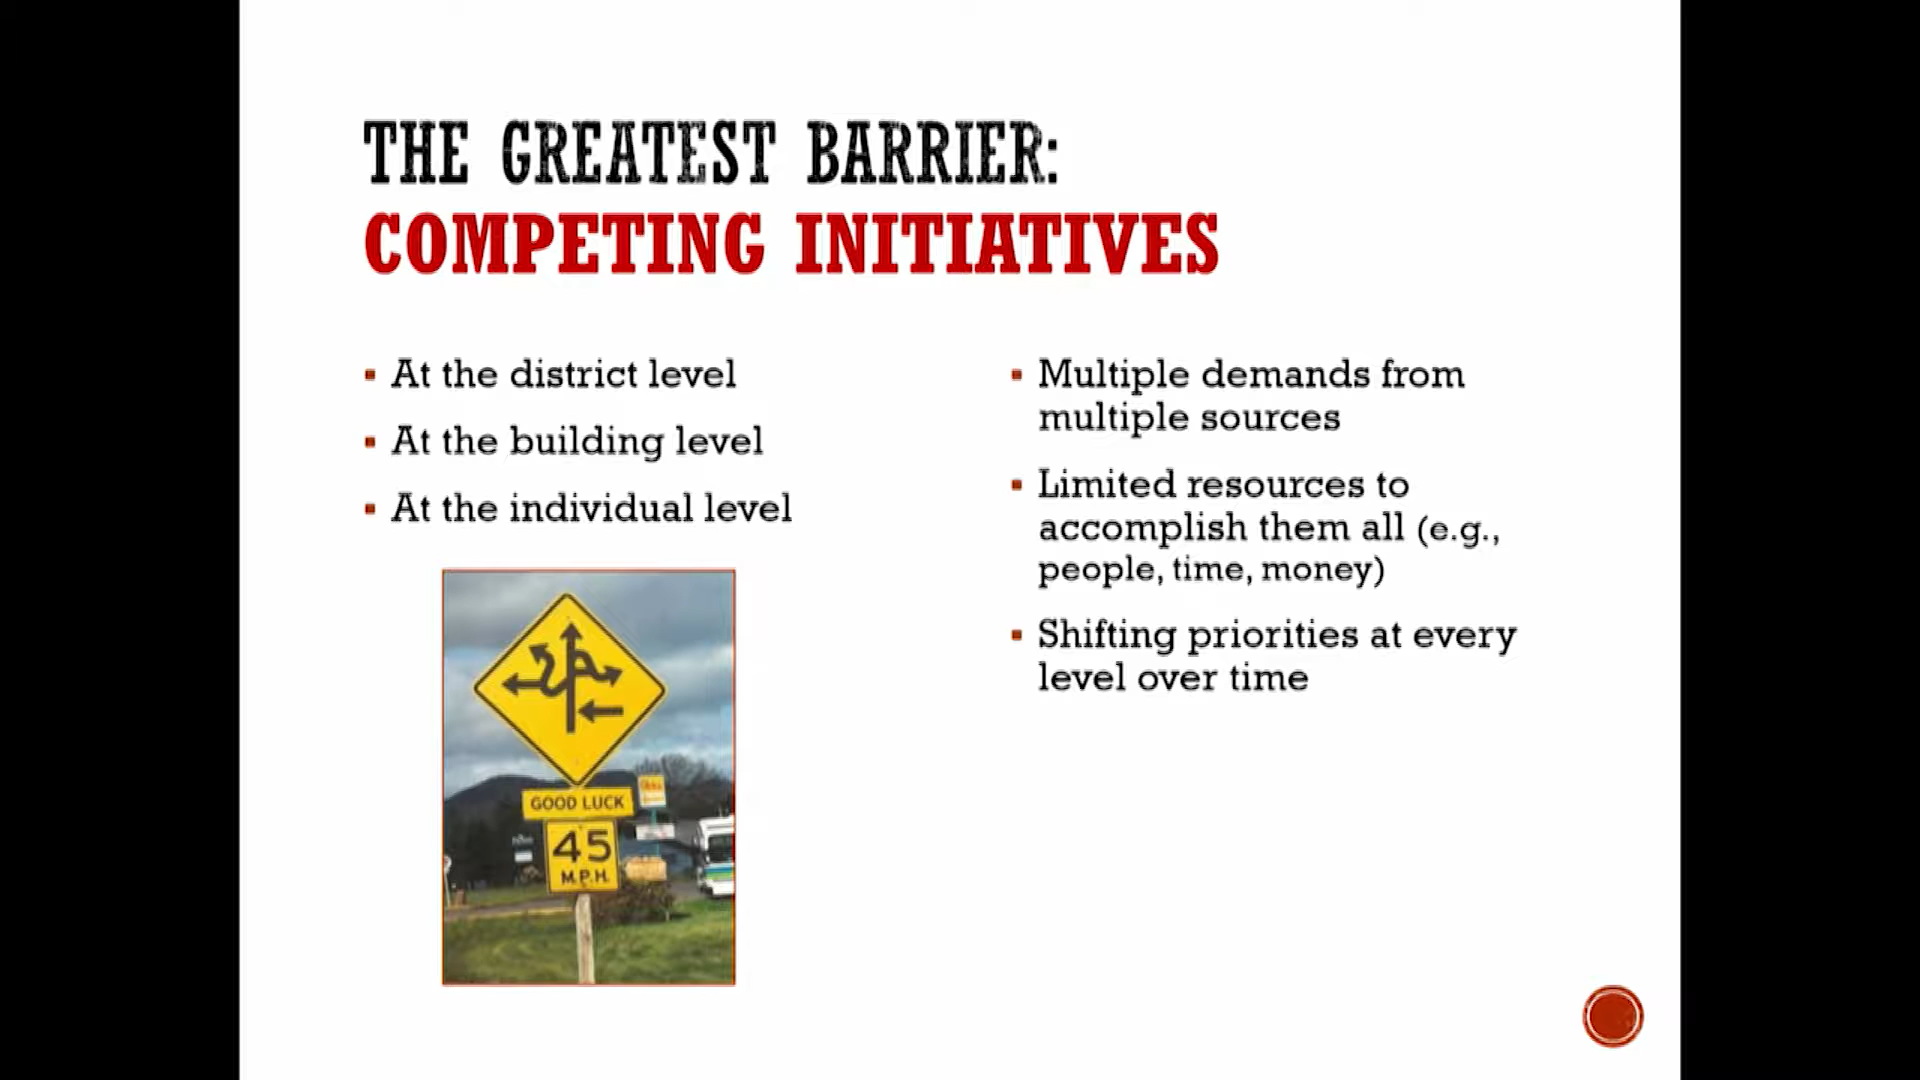 THE GREATEST BARRIER:
COMPETING INITIATIVES
At the district level
At the building level
At the individual level
GOOD LUCK
45
M.P.H.
Multiple demands from
multiple sources
Limited resources to
accomplish them all (e.g.,
people, time, money)
Shifting priorities at every
level over time